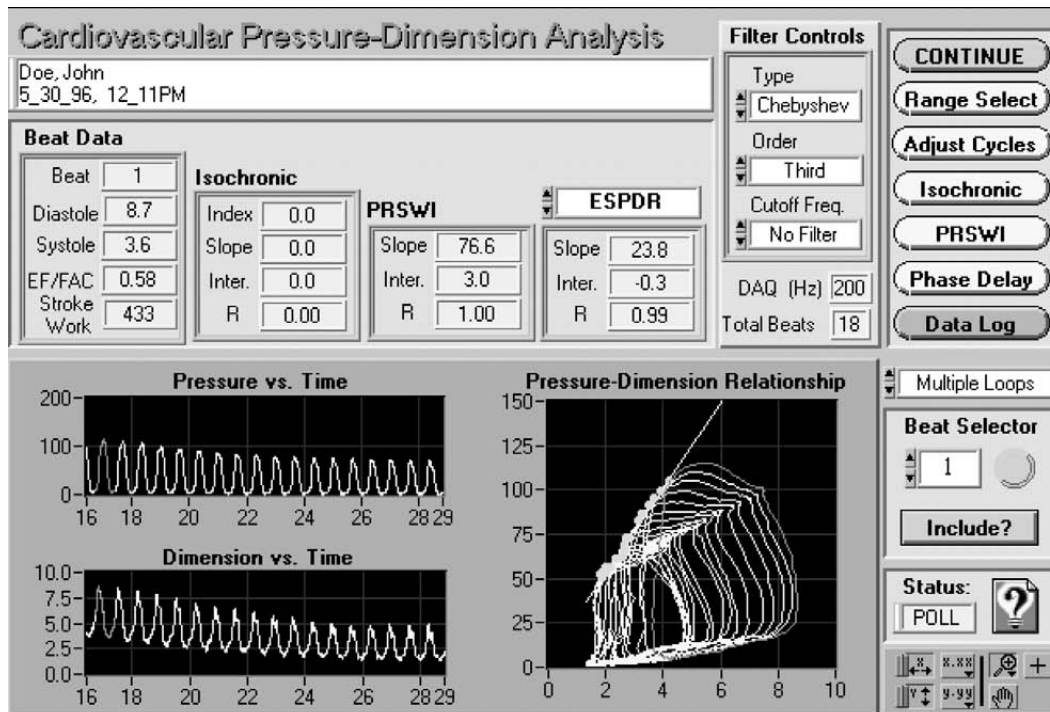 Cardiovascular Pressure-Dimension Analysis
Doe, John
5_30_96, 12_11PM
Beat Data
Beat 1
Diastole 8.7
Systole 3.6
EF/FAC 0.58
Stroke Work 433
Isochronic
Index 0.0
Slope 0.0
Inter. 0.0
R 0.00
PRSWI
Slope 76.6
Inter. 3.0
R 1.00
ESPDR
Slope 23.8
Inter. -0.3
R 0.99
Filter Controls
Type
Chebyshev
Order
Third
Cutoff Freq.
No Filter
DAQ (Hz) 200
Total Beats 18
CONTINUE
Range Select
Adjust Cycles
Isochronic
PRSWI
Phase Delay
Data Log
Pressure vs. Time
200
100
0
16 18 20 22 24 26 28 29
Dimension vs. Time
10.0
7.5
5.0
2.5
0.0
16 18 20 22 24 26 28 29
Pressure-Dimension Relationship
150
125
100
75
50
25
0
0 2 4 6 8 10
Multiple Loops
Beat Selector
1
Include?
Status:
POLL
?
X x.xx
Y y.yy